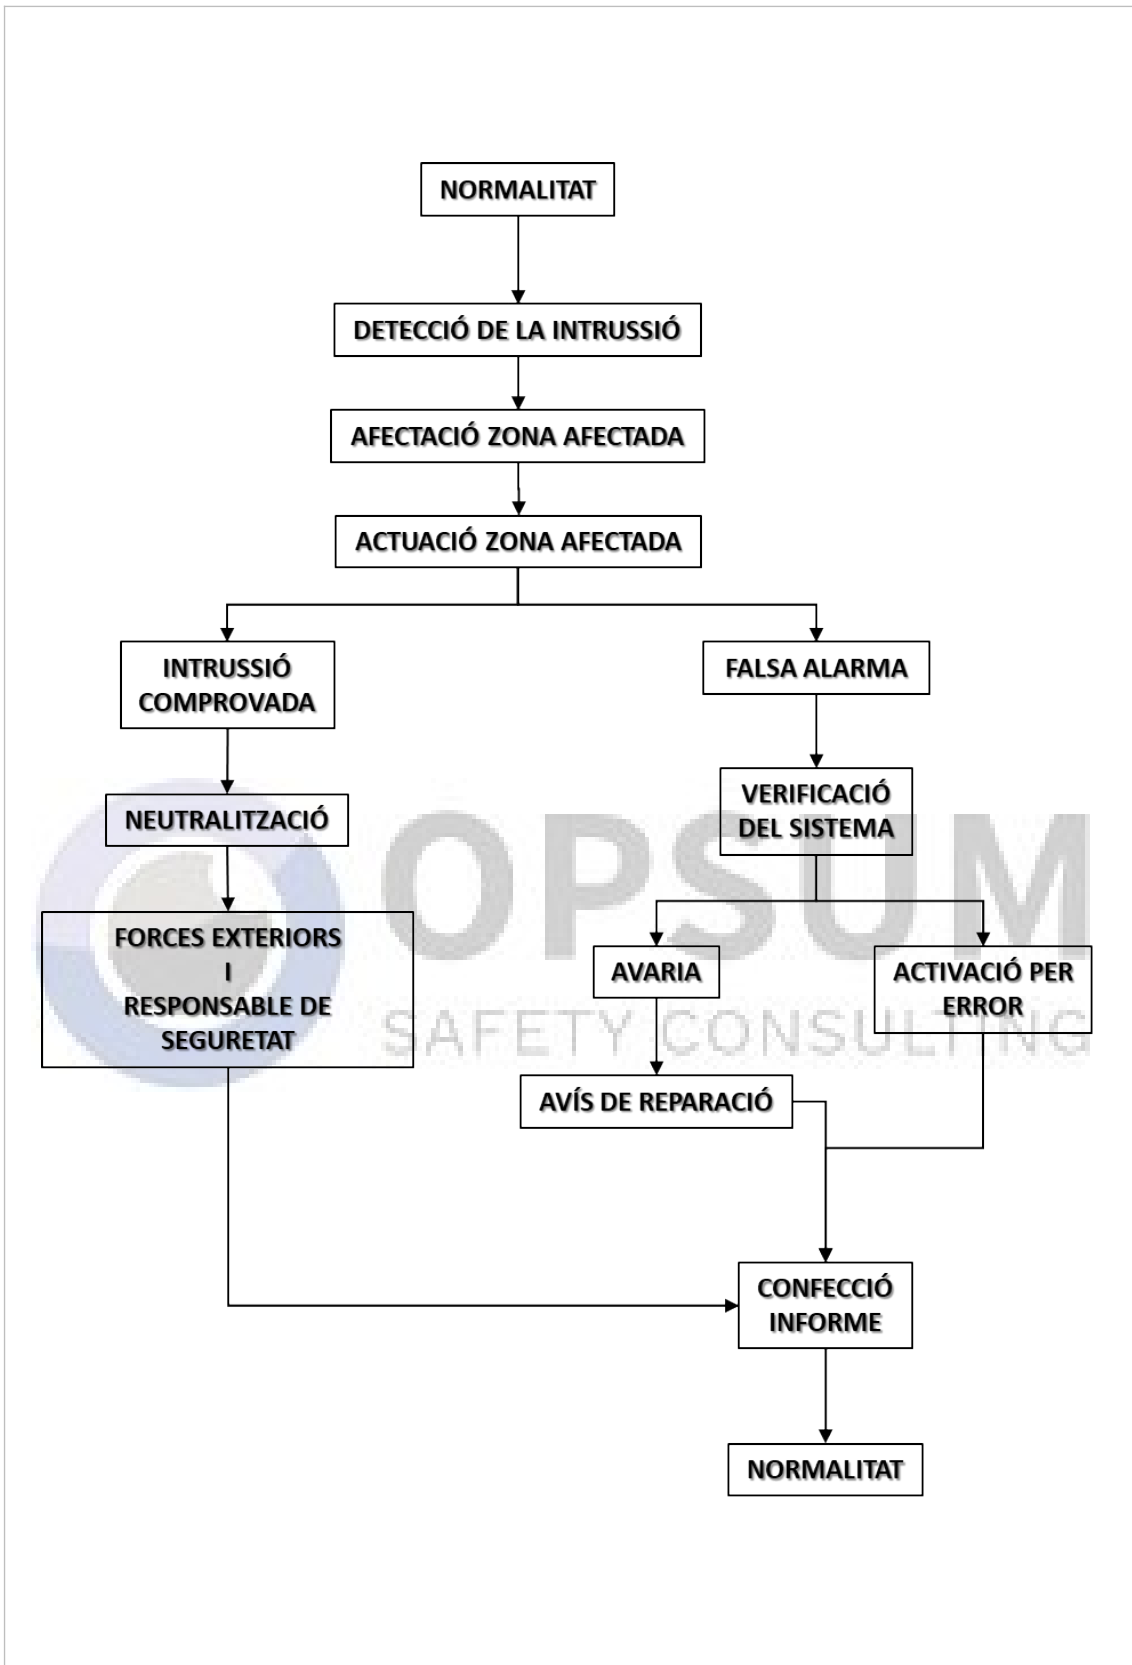 NORMALITAT
DETECCIÓ DE LA INTRUSSIÓ
AFECTACIÓ ZONA AFECTADA
ACTUACIÓ ZONA AFECTADA
INTRUSSIÓ
COMPROVADA
FALSA ALARMA
NEUTRALITZACIÓ
VERIFICACIÓ
DEL SISTEMA
OPSUM
SAFETY CONSULTING
FORCES EXTERIORS
I
RESPONSABLE DE
SEGURETAT
AVARIA
ACTIVACIÓ PER
ERROR
AVÍS DE REPARACIÓ
CONFECCIÓ
INFORME
NORMALITAT